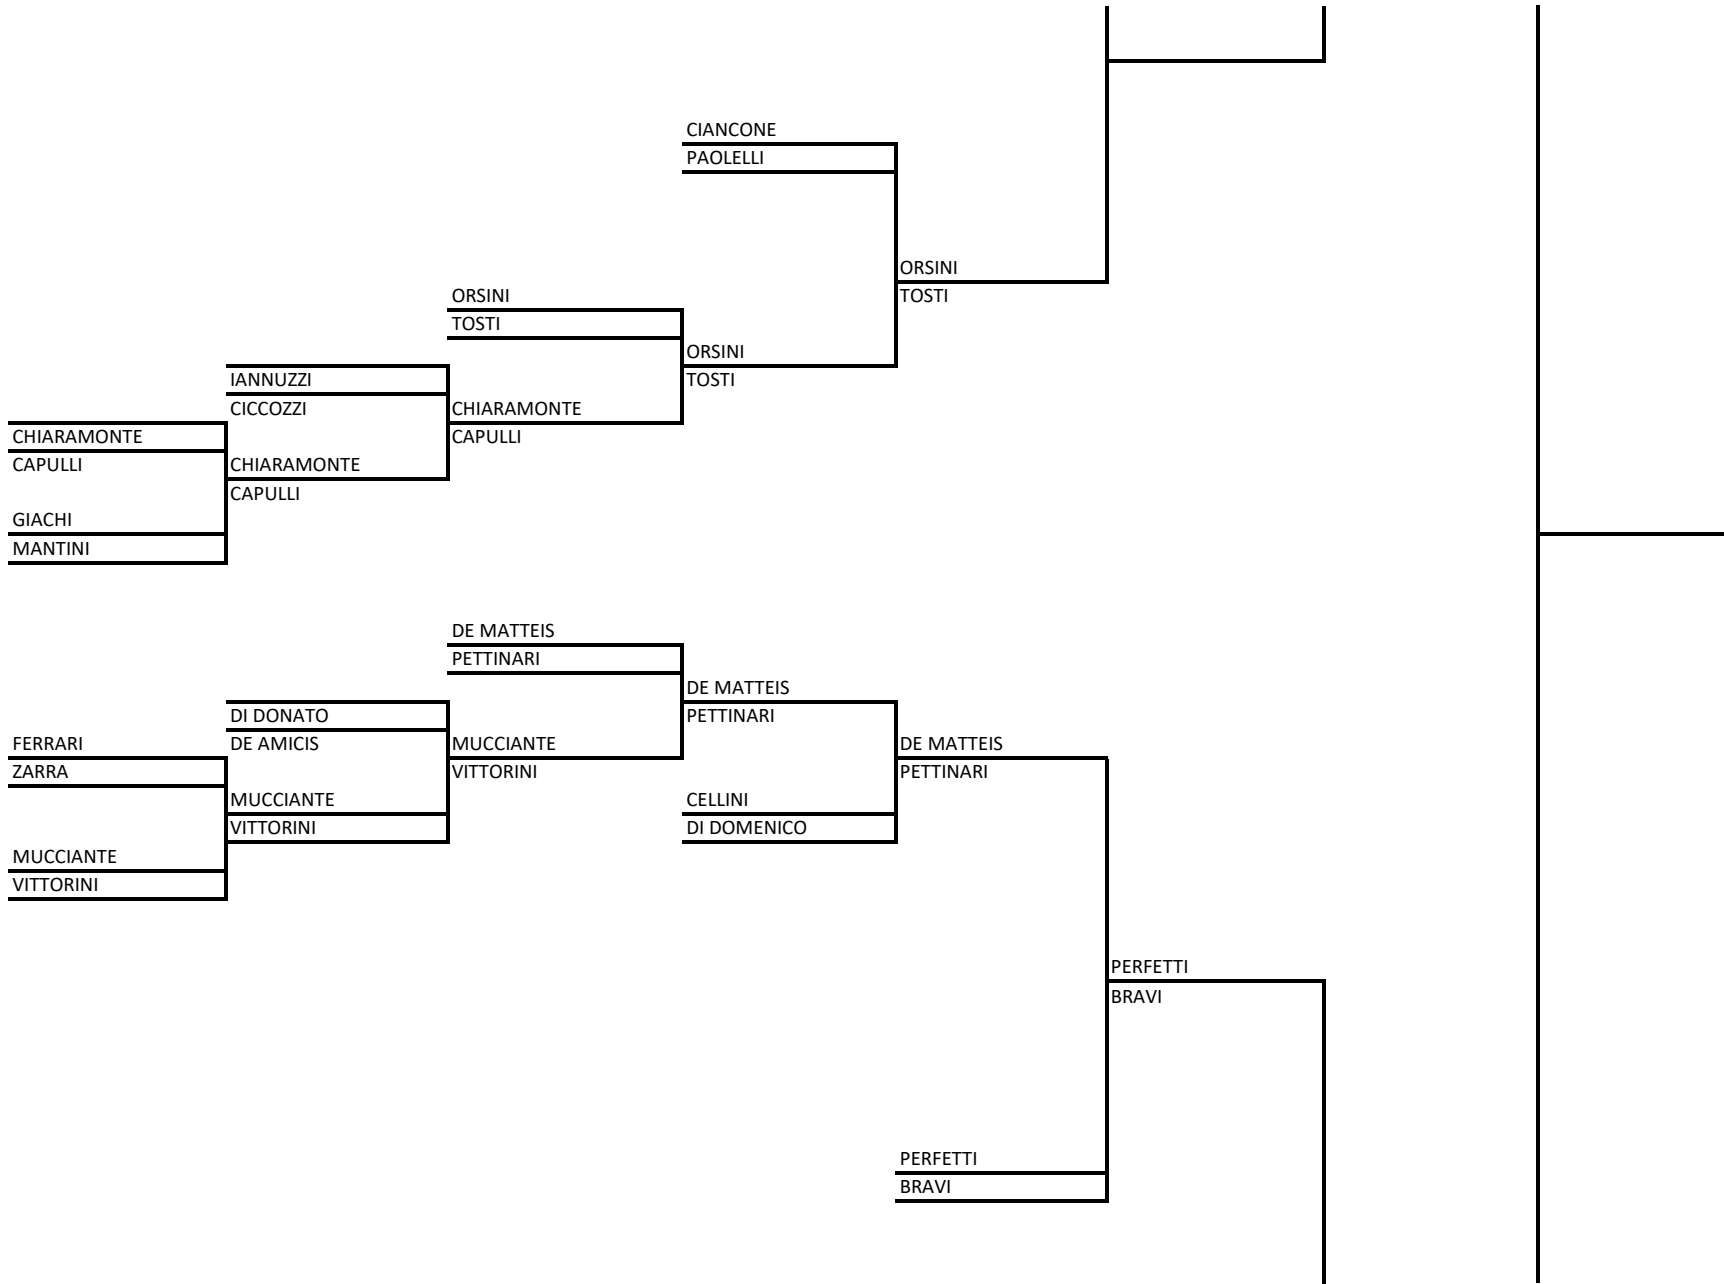 CIANCONE
PAOLELLI
ORSINI
TOSTI
ORSINI
TOSTI
ORSINI
TOSTI
IANNUZZI
CICCOZZI
CHIARAMONTE
CAPULLI
CHIARAMONTE
CAPULLI
CHIARAMONTE
CAPULLI
GIACHI
MANTINI
DE MATTEIS
PETTINARI
DE MATTEIS
PETTINARI
DI DONATO
DE AMICIS
FERRARI
ZARRA
MUCCIANTE
VITTORINI
DE MATTEIS
PETTINARI
MUCCIANTE
VITTORINI
CELLINI
DI DOMENICO
MUCCIANTE
VITTORINI
PERFETTI
BRAVI
PERFETTI
BRAVI